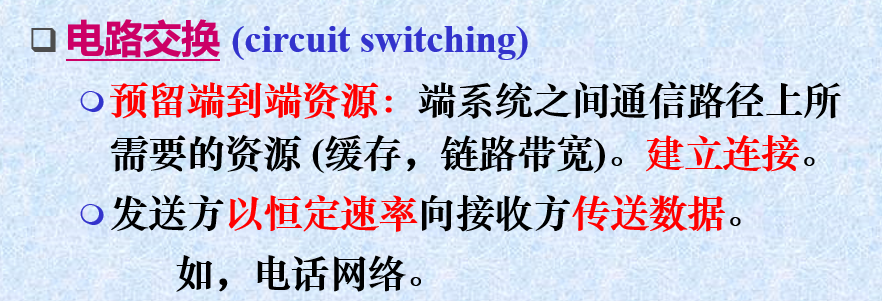 电路交换 (circuit switching)
预留端到端资源：端系统之间通信路径上所
需要的资源 (缓存，链路带宽)。建立连接。
发送方以恒定速率向接收方传送数据。
如，电话网络。